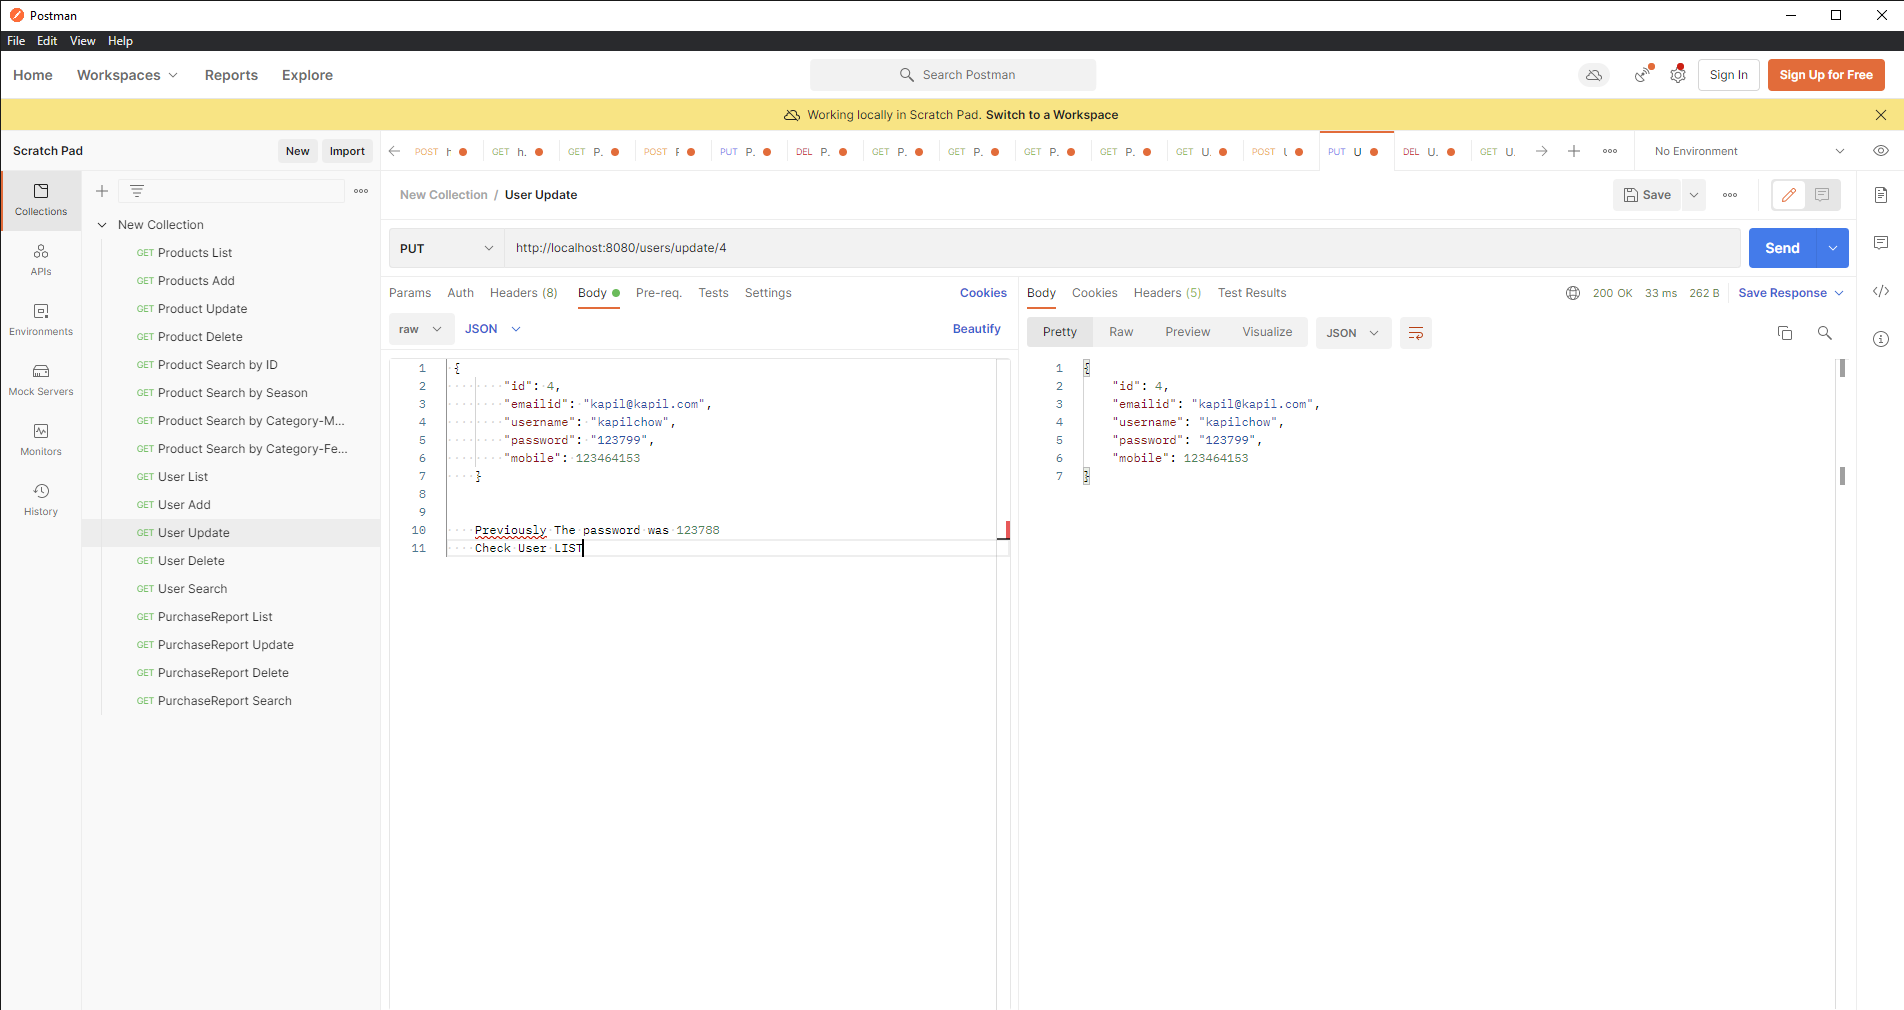 Postman
File Edit View Help
Home Workspaces Reports Explore Search Postman Sign In Sign Up for Free
Working locally in Scratch Pad. Switch to a Workspace
Scratch Pad New Import
POST GET h. GET P. POST PUT P. DEL P. GET P. GET P. GET P. GET P. GET U. POST PUT U DEL U. GET U. No Environment
Collections
APIs
Environments
Mock Servers
Monitors
History
New Collection
GET Products List
GET Products Add
GET Product Update
GET Product Delete
GET Product Search by ID
GET Product Search by Season
GET Product Search by Category-M...
GET Product Search by Category-Fe...
GET User List
GET User Add
GET User Update
GET User Delete
GET User Search
GET PurchaseReport List
GET PurchaseReport Update
GET PurchaseReport Delete
GET PurchaseReport Search
New Collection / User Update Save
PUT http://localhost:8080/users/update/4 Send
Params Auth Headers (8) Body Pre-req. Tests Settings Cookies
raw JSON Beautify
1 {
2 "id": 4,
3 "emailid": "kapil@kapil.com",
4 "username": "kapilchow",
5 "password": "123799",
6 "mobile": 123464153
7 }
8
9
10 Previously The password was 123788
11 Check User LIST
Body Cookies Headers (5) Test Results 200 OK 33 ms 262 B Save Response
Pretty Raw Preview Visualize JSON
1 {
2 "id": 4,
3 "emailid": "kapil@kapil.com",
4 "username": "kapilchow",
5 "password": "123799",
6 "mobile": 123464153
7 }